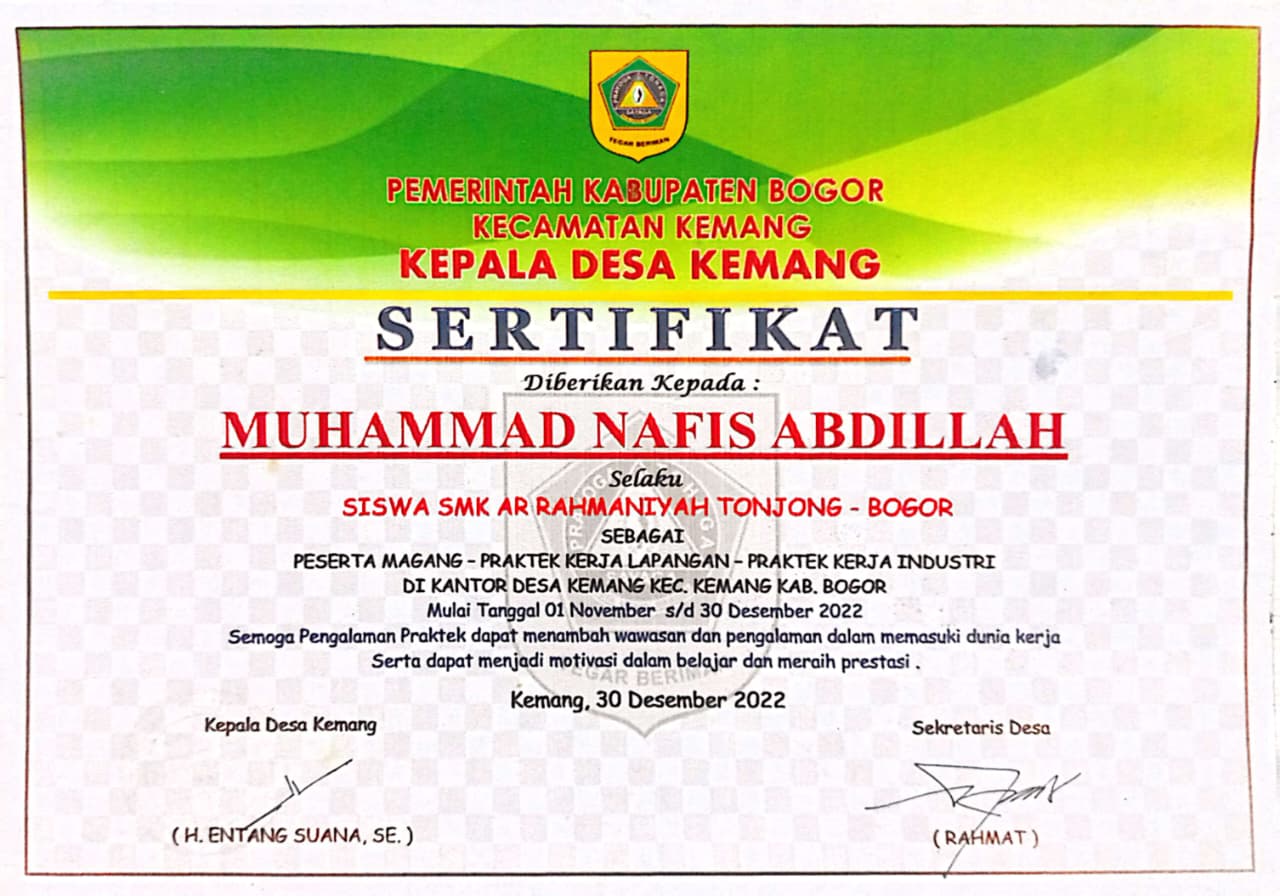 TEGAR BERIMAN
PEMERINTAH KABUPATEN BOGOR
KECAMATAN KEMANG
KEPALA DESA KEMANG
SERTIFIKAT
Diberikan Kepada :
MUHAMMAD NAFIS ABDILLAH
Selaku
SISWA SMK AR RAHMANIYAH TONJONG - BOGOR
SEBAGAI
PESERTA MAGANG - PRAKTEK KERJA LAPANGAN - PRAKTEK KERJA INDUSTRI
DI KANTOR DESA KEMANG KEC. KEMANG KAB. BOGOR
Mulai Tanggal 01 November s/d 30 Desember 2022
Semoga Pengalaman Praktek dapat menambah wawasan dan pengalaman dalam memasuki dunia kerja
Serta dapat menjadi motivasi dalam belajar dan meraih prestasi .
TEGAR BERIMAN
Kemang, 30 Desember 2022
Kepala Desa Kemang
Sekretaris Desa
( H. ENTANG SUANA, SE. )
( RAHMAT )